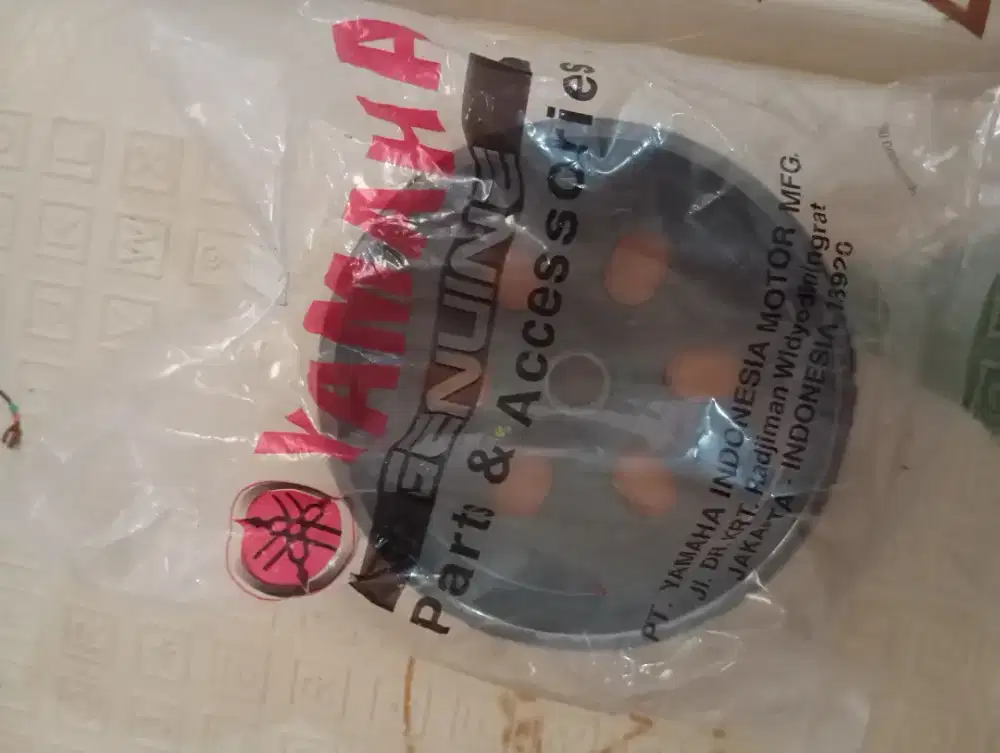 YAMAHA
GENUINE
Parts & Accessories
PT. YAMAHA INDONESIA MOTOR MFG.
Jl. DR. KRT. Radjiman Widyodiningrat
JAKARTA - INDONESIA 13920